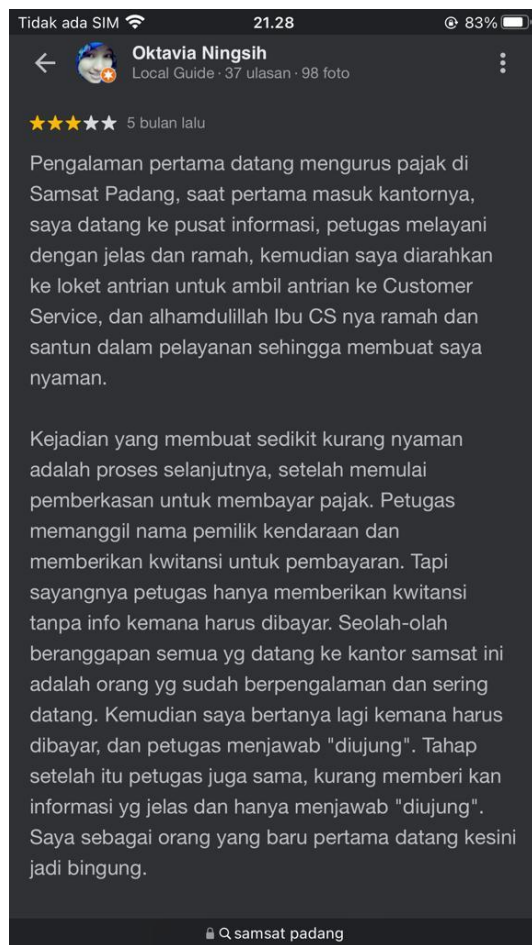 Tidak ada SIM 21.28 83%
Oktavia Ningsih
Local Guide · 37 ulasan · 98 foto
5 bulan lalu
Pengalaman pertama datang mengurus pajak di
Samsat Padang, saat pertama masuk kantornya,
saya datang ke pusat informasi, petugas melayani
dengan jelas dan ramah, kemudian saya diarahkan
ke loket antrian untuk ambil antrian ke Customer
Service, dan alhamdulillah Ibu CS nya ramah dan
santun dalam pelayanan sehingga membuat saya
nyaman.
Kejadian yang membuat sedikit kurang nyaman
adalah proses selanjutnya, setelah memulai
pemberkasan untuk membayar pajak. Petugas
memanggil nama pemilik kendaraan dan
memberikan kwitansi untuk pembayaran. Tapi
sayangnya petugas hanya memberikan kwitansi
tanpa info kemana harus dibayar. Seolah-olah
beranggapan semua yg datang ke kantor samsat ini
adalah orang yg sudah berpengalaman dan sering
datang. Kemudian saya bertanya lagi kemana harus
dibayar, dan petugas menjawab "diujung". Tahap
setelah itu petugas juga sama, kurang memberi kan
informasi yg jelas dan hanya menjawab "diujung".
Saya sebagai orang yang baru pertama datang kesini
jadi bingung.
samsat padang